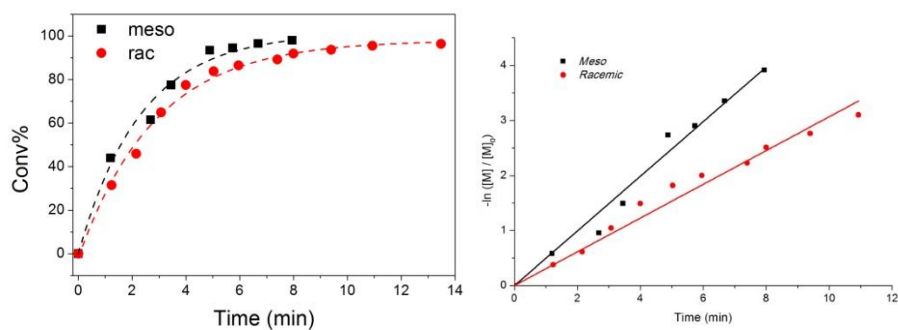 meso
rac
100
80
60
40
20
0
Conv%
0 2 4 6 8 10 12 14
Time (min)
Meso
Racemic
4
3
2
1
0
-ln ([M] / [M]₀)
0 2 4 6 8 10 12
Time (min)